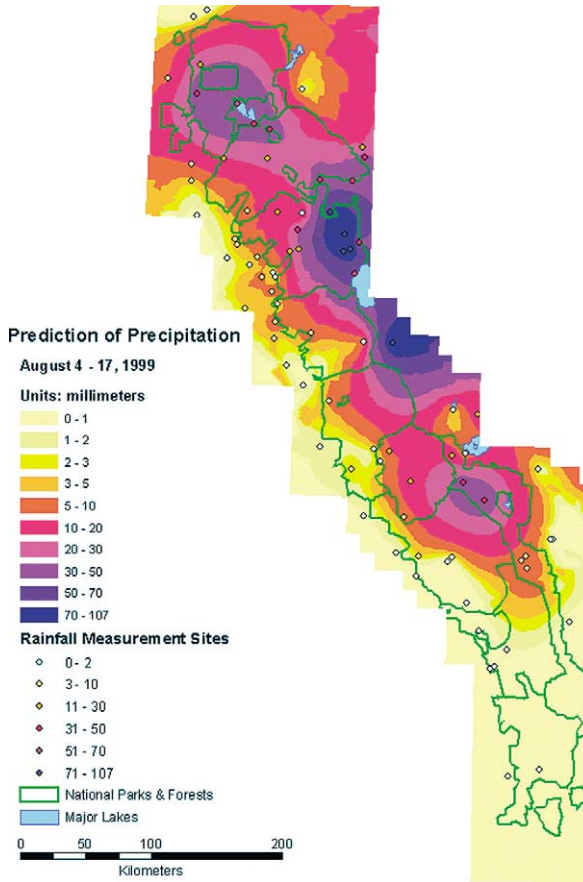 Prediction of Precipitation
August 4 - 17, 1999
Units: millimeters
0 - 1
1 - 2
2 - 3
3 - 5
5 - 10
10 - 20
20 - 30
30 - 50
50 - 70
70 - 107
Rainfall Measurement Sites
0 - 2
3 - 10
11 - 30
31 - 50
51 - 70
71 - 107
National Parks & Forests
Major Lakes
0 50 100 200
Kilometers